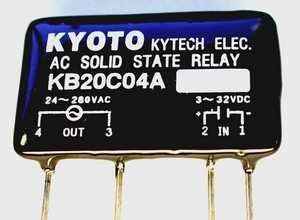 KYOTO KYTECH ELEC.
AC SOLID STATE RELAY
KB20C04A
24~280VAC 3~32VDC
+ -
4 OUT 3 2 IN 1